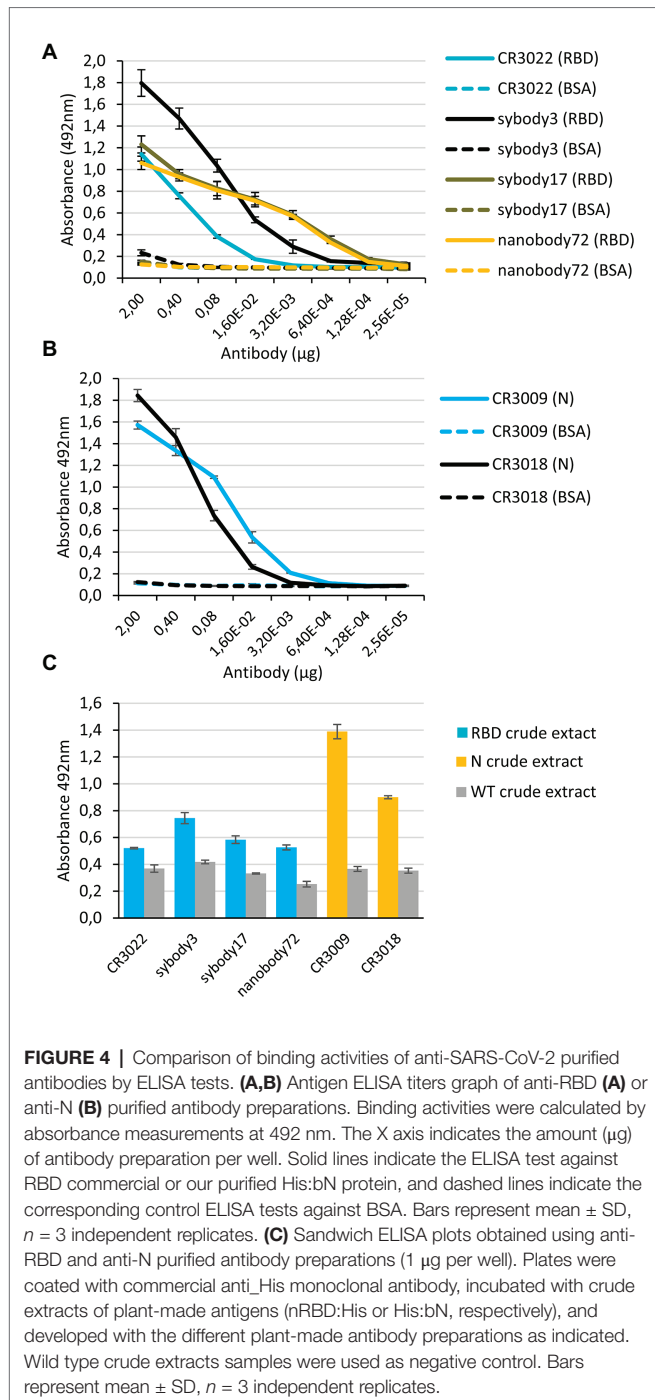 A
Absorbance (492nm)
2,0
1,8
1,6
1,4
1,2
1,0
0,8
0,6
0,4
0,2
0,0
2,00
0,40
0,08
1,60E-02
3,20E-03
6,40E-04
1,28E-04
2,56E-05
Antibody (µg)
CR3022 (RBD)
CR3022 (BSA)
sybody3 (RBD)
sybody3 (BSA)
sybody17 (RBD)
sybody17 (BSA)
nanobody72 (RBD)
nanobody72 (BSA)
B
Absorbance 492nm
2,0
1,8
1,6
1,4
1,2
1,0
0,8
0,6
0,4
0,2
0,0
2,00
0,40
0,08
1,60E-02
3,20E-03
6,40E-04
1,28E-04
2,56E-05
Antibody (µg)
CR3009 (N)
CR3009 (BSA)
CR3018 (N)
CR3018 (BSA)
C
Absorbance 492nm
1,6
1,4
1,2
1,0
0,8
0,6
0,4
0,2
0,0
CR3022
sybody3
sybody17
nanobody72
CR3009
CR3018
RBD crude extact
N crude extract
WT crude extract
FIGURE 4 | Comparison of binding activities of anti-SARS-CoV-2 purified
antibodies by ELISA tests. (A,B) Antigen ELISA titers graph of anti-RBD (A) or
anti-N (B) purified antibody preparations. Binding activities were calculated by
absorbance measurements at 492 nm. The X axis indicates the amount (µg)
of antibody preparation per well. Solid lines indicate the ELISA test against
RBD commercial or our purified His:bN protein, and dashed lines indicate the
corresponding control ELISA tests against BSA. Bars represent mean ± SD,
n = 3 independent replicates. (C) Sandwich ELISA plots obtained using anti-
RBD and anti-N purified antibody preparations (1 µg per well). Plates were
coated with commercial anti_His monoclonal antibody, incubated with crude
extracts of plant-made antigens (nRBD:His or His:bN, respectively), and
developed with the different plant-made antibody preparations as indicated.
Wild type crude extracts samples were used as negative control. Bars
represent mean ± SD, n = 3 independent replicates.